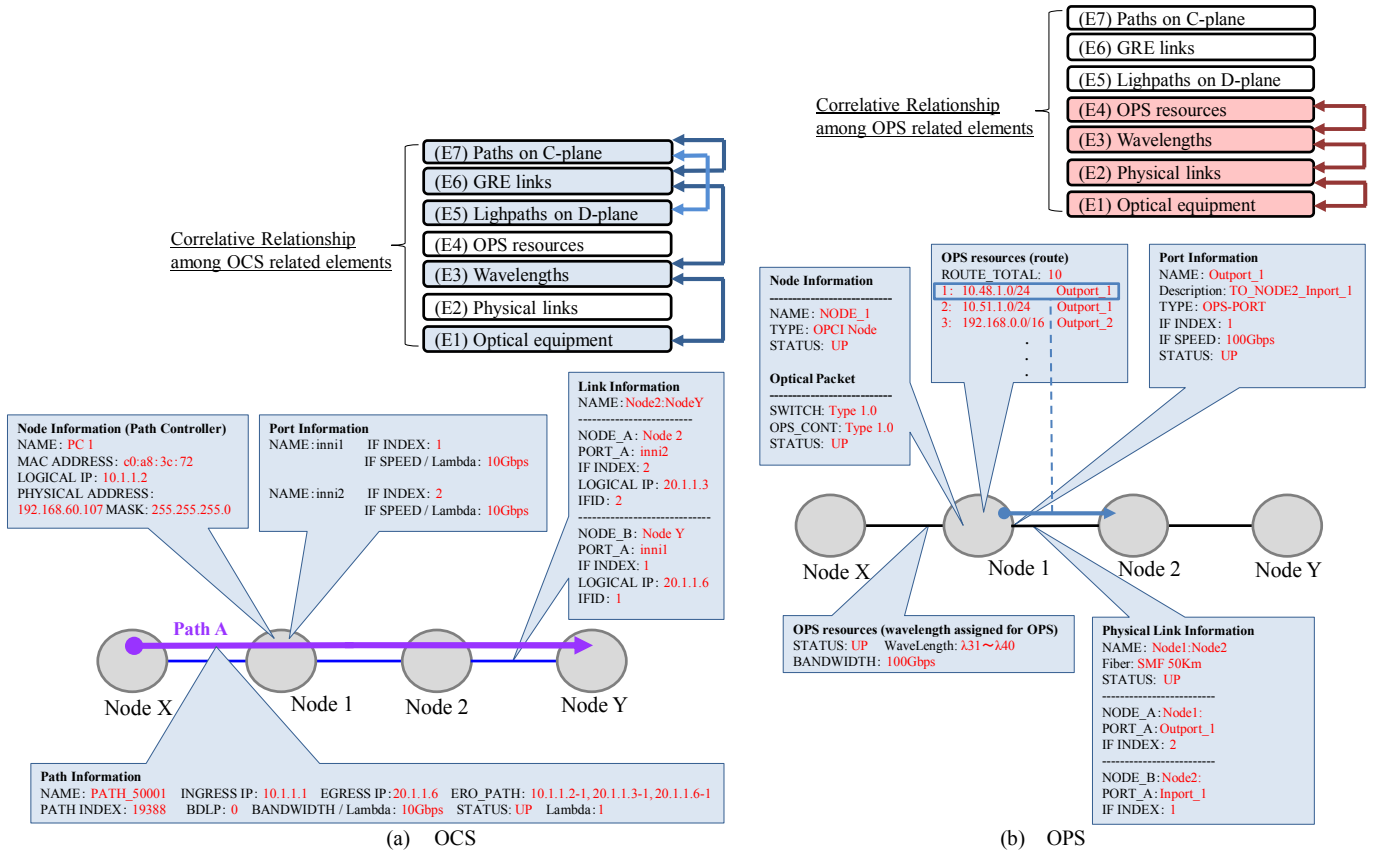 Correlative Relationship
among OCS related elements
(E7) Paths on C-plane
(E6) GRE links
(E5) Lighpaths on D-plane
(E4) OPS resources
(E3) Wavelengths
(E2) Physical links
(E1) Optical equipment
Node Information (Path Controller)
NAME: PC 1
MAC ADDRESS: c0:a8:3c:72
LOGICAL IP: 10.1.1.2
PHYSICAL ADDRESS:
192.168.60.107 MASK: 255.255.255.0
Port Information
NAME:inni1 IF INDEX: 1
IF SPEED / Lambda: 10Gbps
NAME:inni2 IF INDEX: 2
IF SPEED / Lambda: 10Gbps
Link Information
NAME:Node2:NodeY
------------------------
NODE_A: Node 2
PORT_A: inni2
IF INDEX: 2
LOGICAL IP: 20.1.1.3
IFID: 2
----------------------------
NODE_B: Node Y
PORT_A: inni1
IF INDEX: 1
LOGICAL IP: 20.1.1.6
IFID: 1
Path A
Node X
Node 1
Node 2
Node Y
Path Information
NAME: PATH_50001 INGRESS IP: 10.1.1.1 EGRESS IP:20.1.1.6 ERO_PATH: 10.1.1.2-1, 20.1.1.3-1, 20.1.1.6-1
PATH INDEX: 19388 BDLP: 0 BANDWIDTH / Lambda: 10Gbps STATUS: UP Lambda:1
(a) OCS
Correlative Relationship
among OPS related elements
(E7) Paths on C-plane
(E6) GRE links
(E5) Lighpaths on D-plane
(E4) OPS resources
(E3) Wavelengths
(E2) Physical links
(E1) Optical equipment
Node Information
--------------------------
NAME: NODE_1
TYPE: OPCI Node
STATUS: UP
Optical Packet
--------------------------
SWITCH: Type 1.0
OPS_CONT: Type 1.0
STATUS: UP
OPS resources (route)
ROUTE_TOTAL: 10
1: 10.48.1.0/24 Outport_1
2: 10.51.1.0/24 Outport_1
3: 192.168.0.0/16 Outport_2
.
.
.
Port Information
NAME: Outport_1
Description: TO_NODE2_Inport_1
TYPE: OPS-PORT
IF INDEX: 1
IF SPEED: 100Gbps
STATUS: UP
Node X
Node 1
Node 2
Node Y
OPS resources (wavelength assigned for OPS)
STATUS: UP WaveLength: λ31～λ40
BANDWIDTH: 100Gbps
Physical Link Information
NAME: Node1:Node2
Fiber: SMF 50Km
STATUS: UP
------------------------
NODE_A:Node1:
PORT_A:Outport_1
IF INDEX: 2
------------------------
NODE_B:Node2:
PORT_A:Inport_1
IF INDEX: 1
(b) OPS